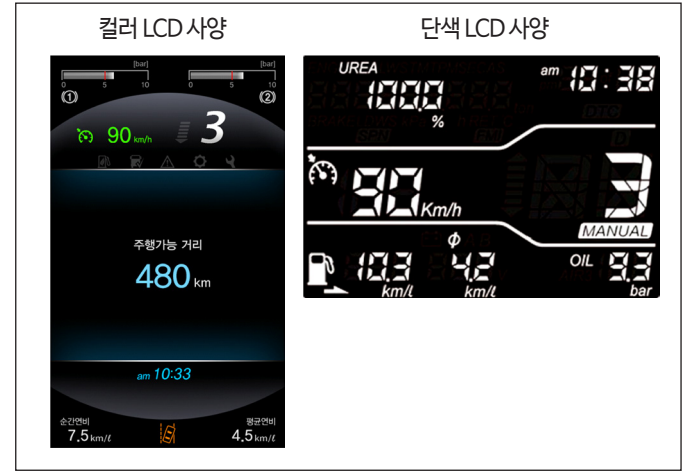 컬러 LCD 사양
단색 LCD 사양
[bar]
[bar]
0 5 10
0 5 10
(1)
(2)
90 km/h
3
주행가능 거리
480 km
am 10:33
순간연비
평균연비
7.5 km/ℓ
4.5 km/ℓ
UREA
am 10:38
100.0
%
90 Km/h
3
MANUAL
ϕ
OIL
10.3
4.2
9.3
km/ℓ
km/ℓ
bar